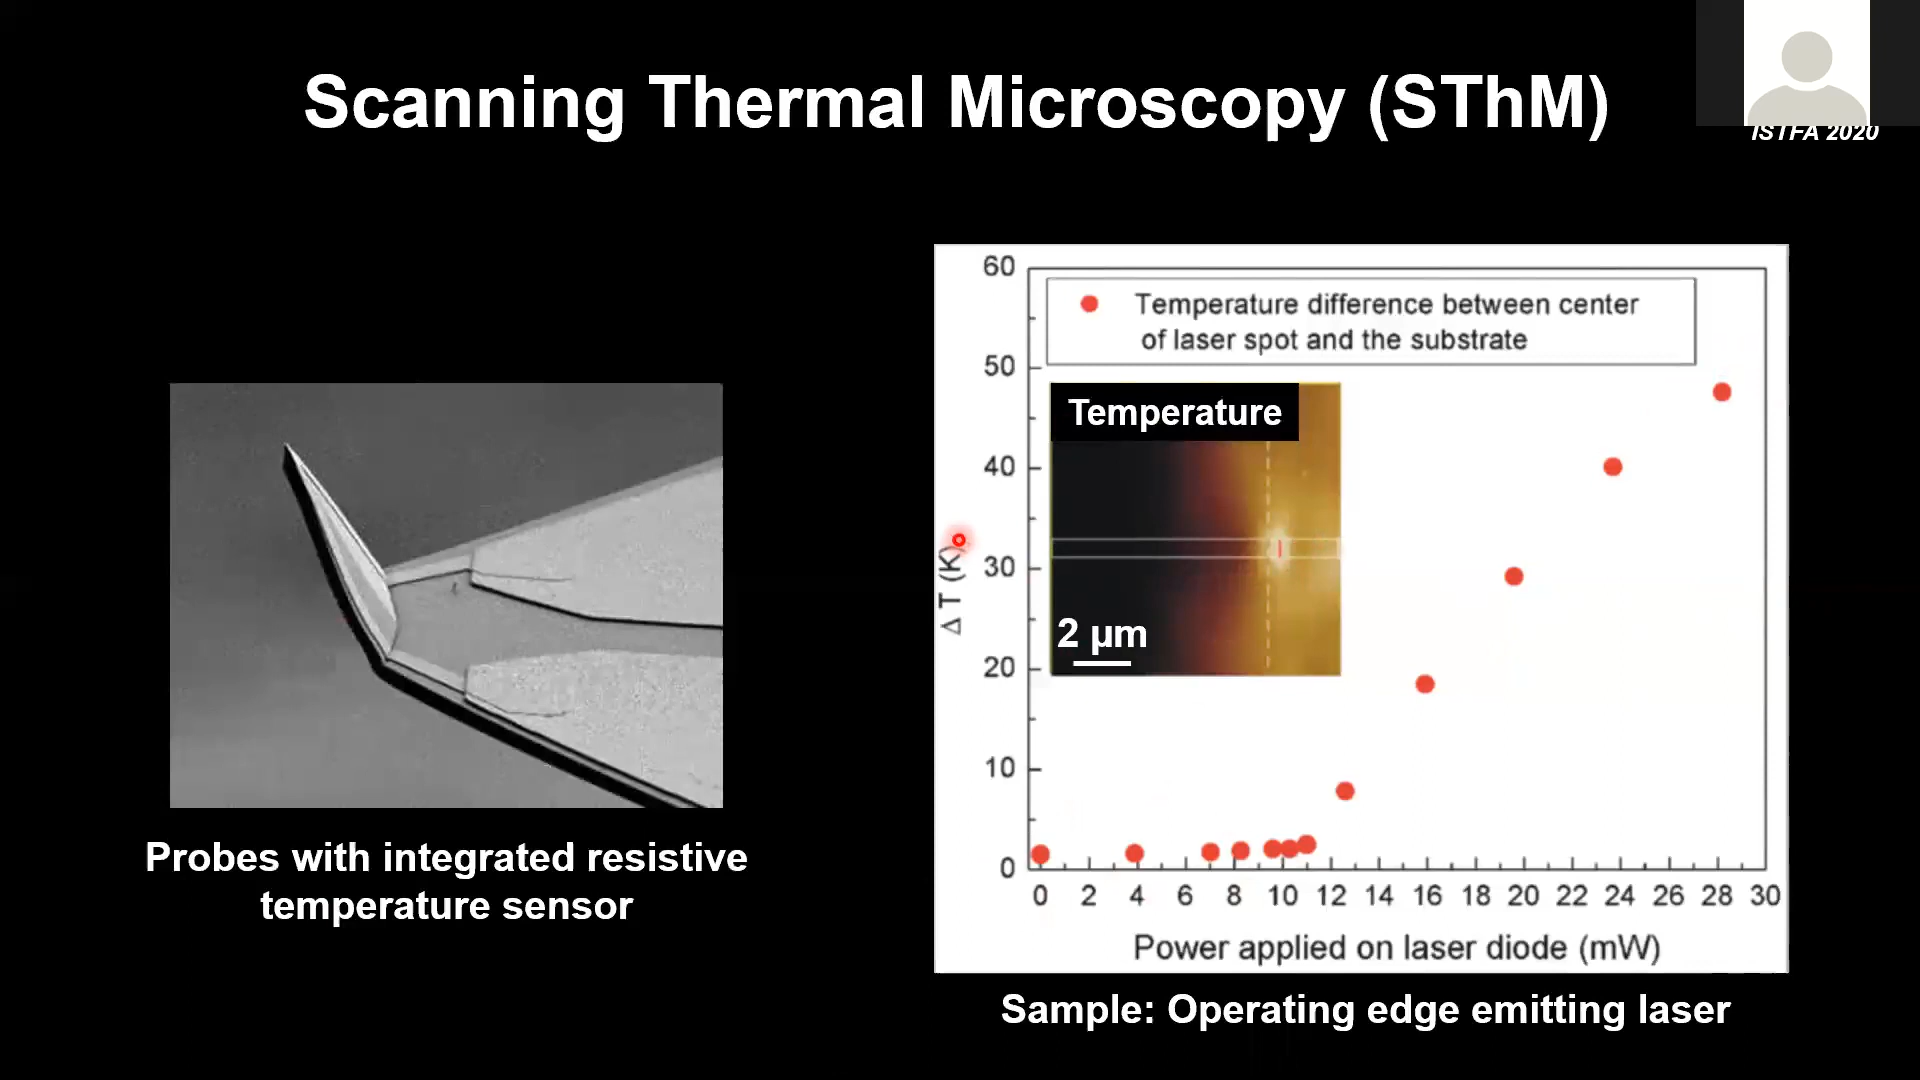 Scanning Thermal Microscopy (SThM)
ISTFA 2020
Probes with integrated resistive
temperature sensor
60
50
40
30
20
10
0
Δ T (K)
Temperature difference between center
of laser spot and the substrate
Temperature
2 µm
0 2 4 6 8 10 12 14 16 18 20 22 24 26 28 30
Power applied on laser diode (mW)
Sample: Operating edge emitting laser